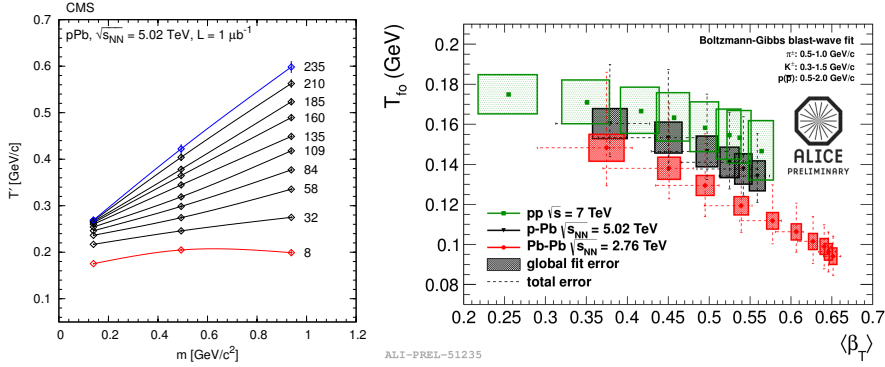 CMS
pPb, √sNN = 5.02 TeV, L = 1 μb-1
T′ [GeV/c]
0.6
0.5
0.4
0.3
0.2
0.1
235
210
185
160
135
109
84
58
32
8
0 0.2 0.4 0.6 0.8 1 1.2
m [GeV/c2]
Tfo (GeV)
0.2
0.18
0.16
0.14
0.12
0.1
0.08
Boltzmann-Gibbs blast-wave fit
π±: 0.5-1.0 GeV/c
K±: 0.3-1.5 GeV/c
p(p̄): 0.5-2.0 GeV/c
ALICE
PRELIMINARY
pp √s = 7 TeV
p-Pb √sNN = 5.02 TeV
Pb-Pb √sNN = 2.76 TeV
global fit error
total error
0.2 0.25 0.3 0.35 0.4 0.45 0.5 0.55 0.6 0.65 0.7
⟨βT⟩
ALI-PREL-51235